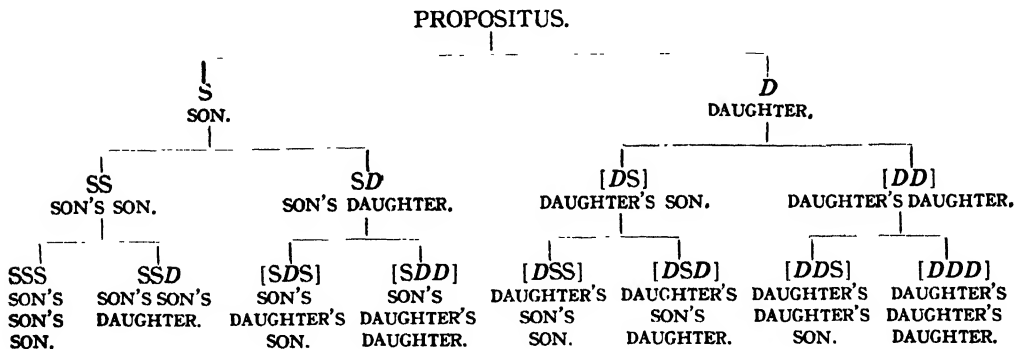 PROPOSITUS.
S D
SON. DAUGHTER.
SS SD [DS] [DD]
SON'S SON. SON'S DAUGHTER. DAUGHTER'S SON. DAUGHTER'S DAUGHTER.
SSS SSD [SDS] [SDD] [DSS] [DSD] [DDS] [DDD]
SON'S SON'S SON'S SON'S SON'S DAUGHTER'S DAUGHTER'S DAUGHTER'S DAUGHTER'S
SON'S DAUGHTER. DAUGHTER'S DAUGHTER'S SON'S SON'S DAUGHTER'S DAUGHTER'S
SON. SON. DAUGHTER. SON. DAUGHTER. SON. DAUGHTER.